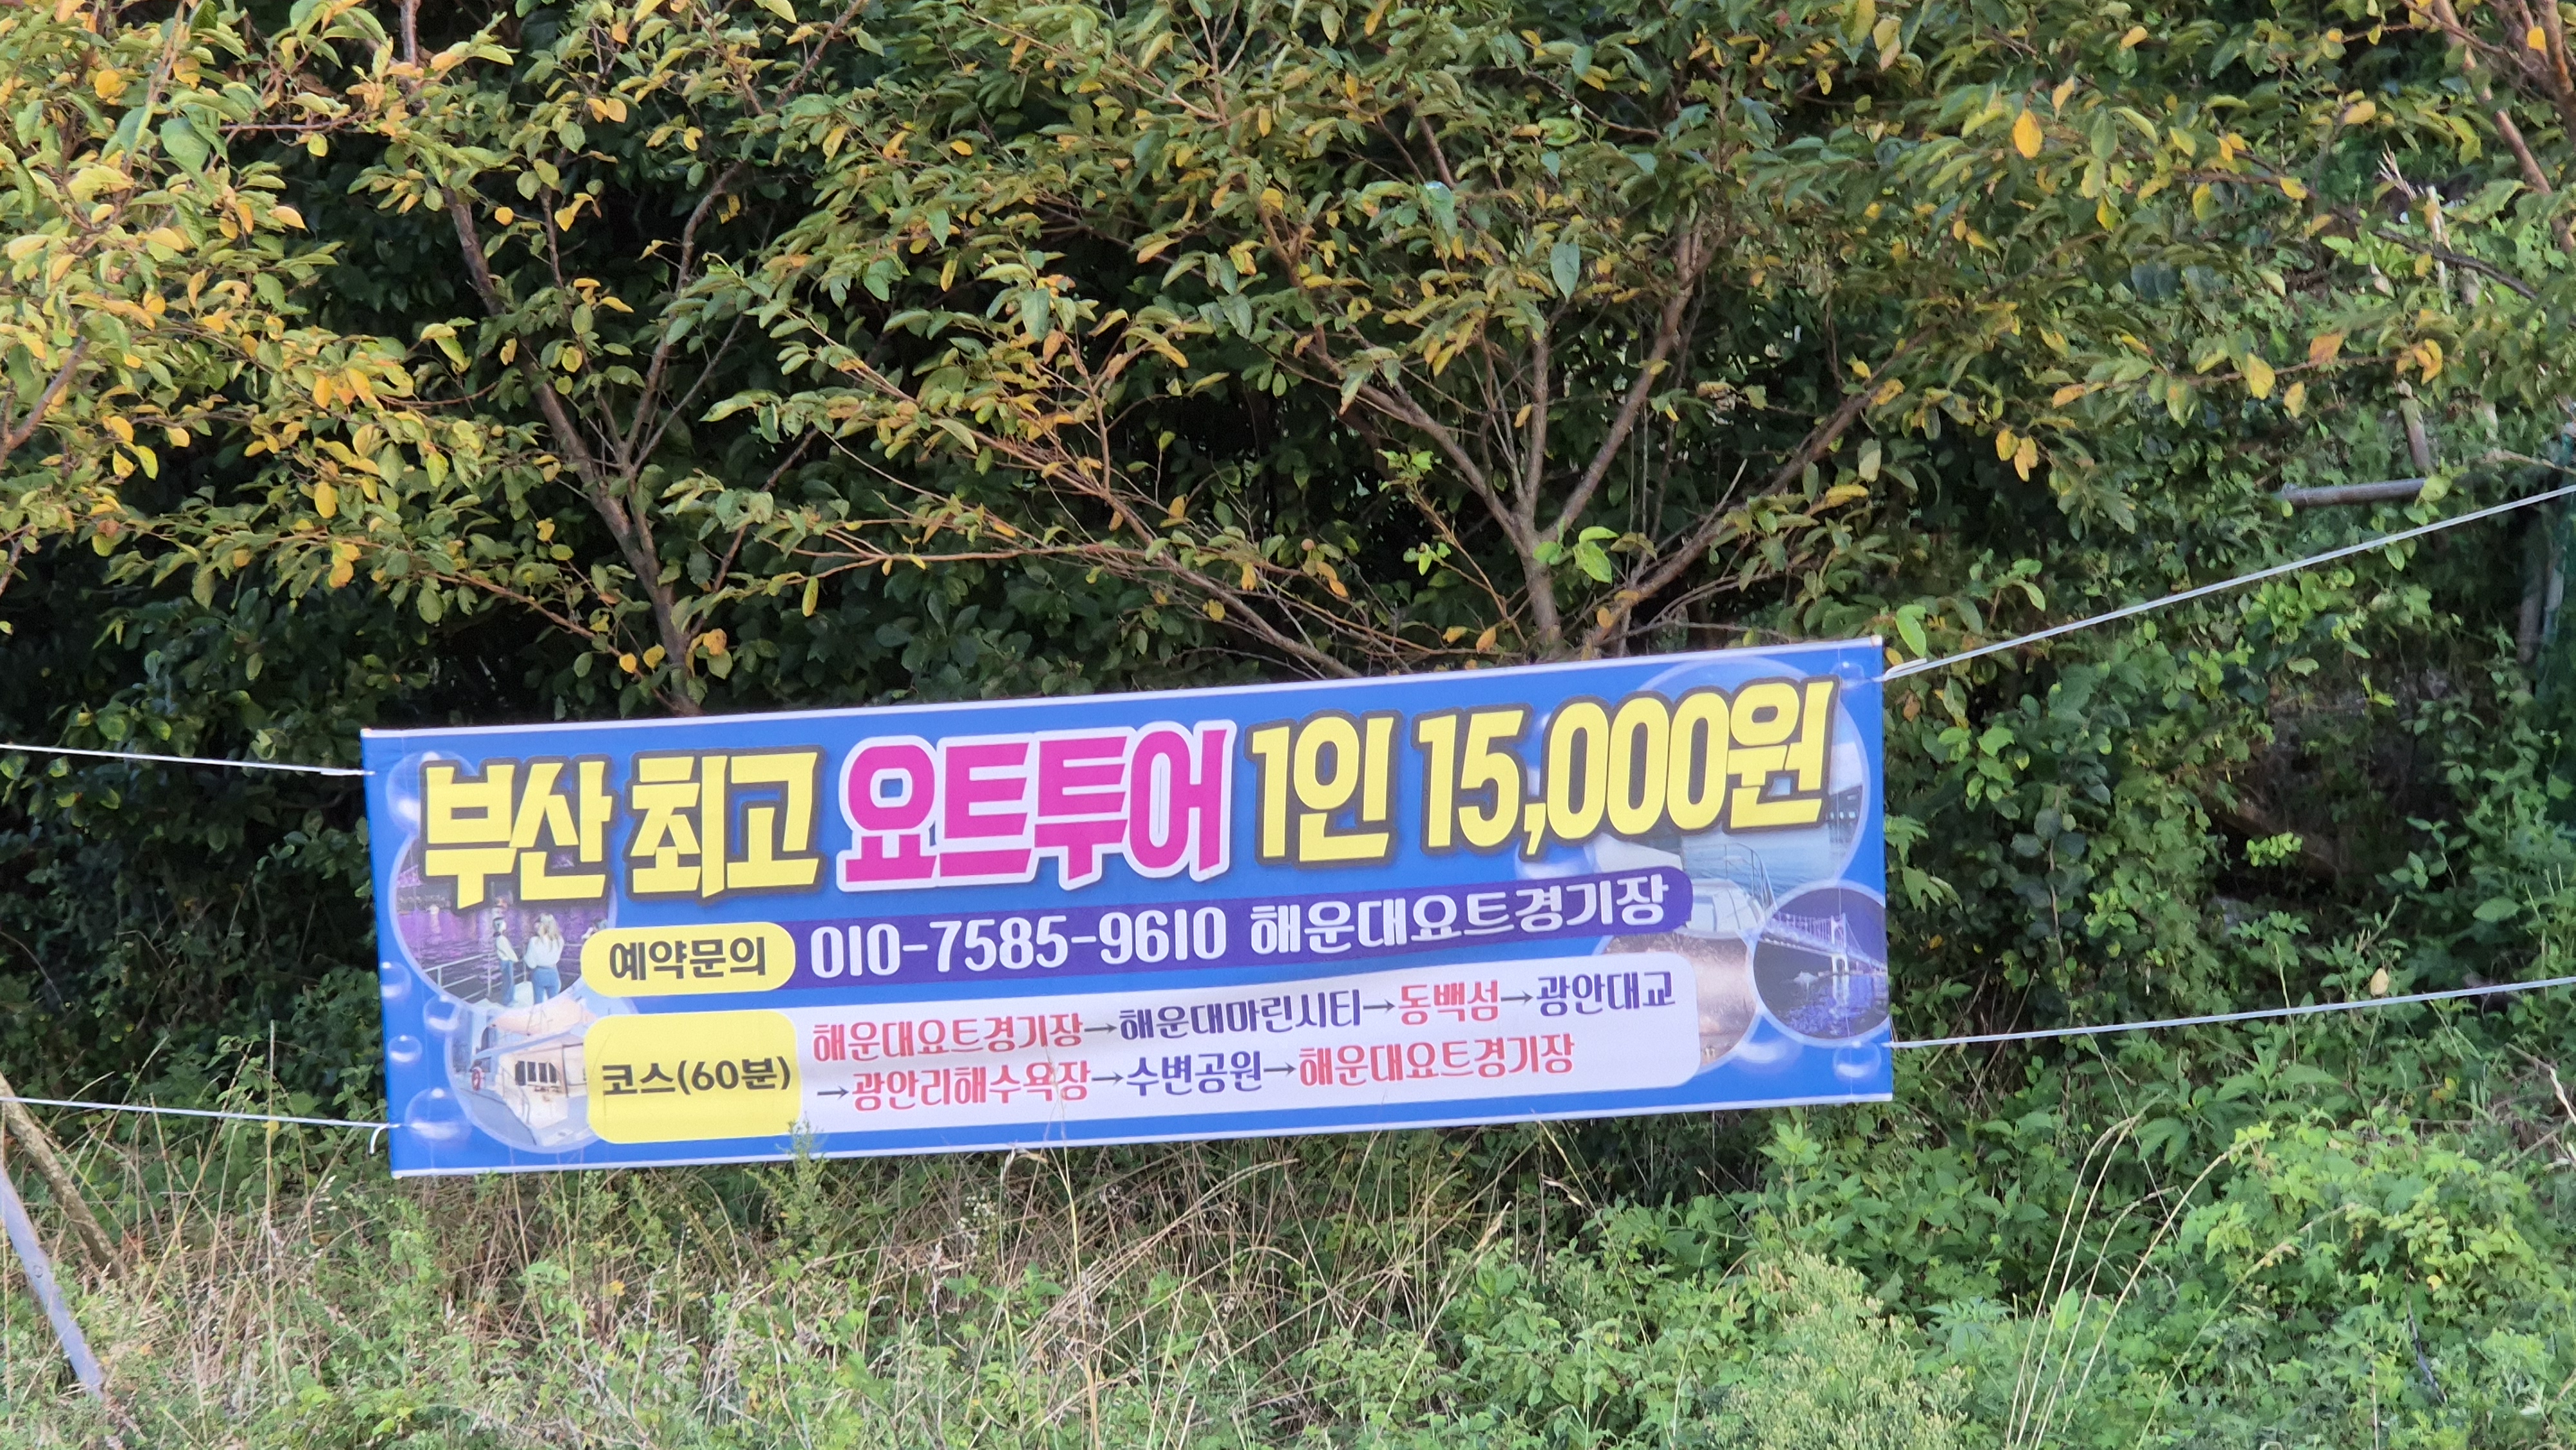 부산 최고 요트투어 1인 15,000원
예약문의 010-7585-9610 해운대요트경기장
코스(60분) 해운대요트경기장→해운대마린시티→동백섬→광안대교
→광안리해수욕장→수변공원→해운대요트경기장